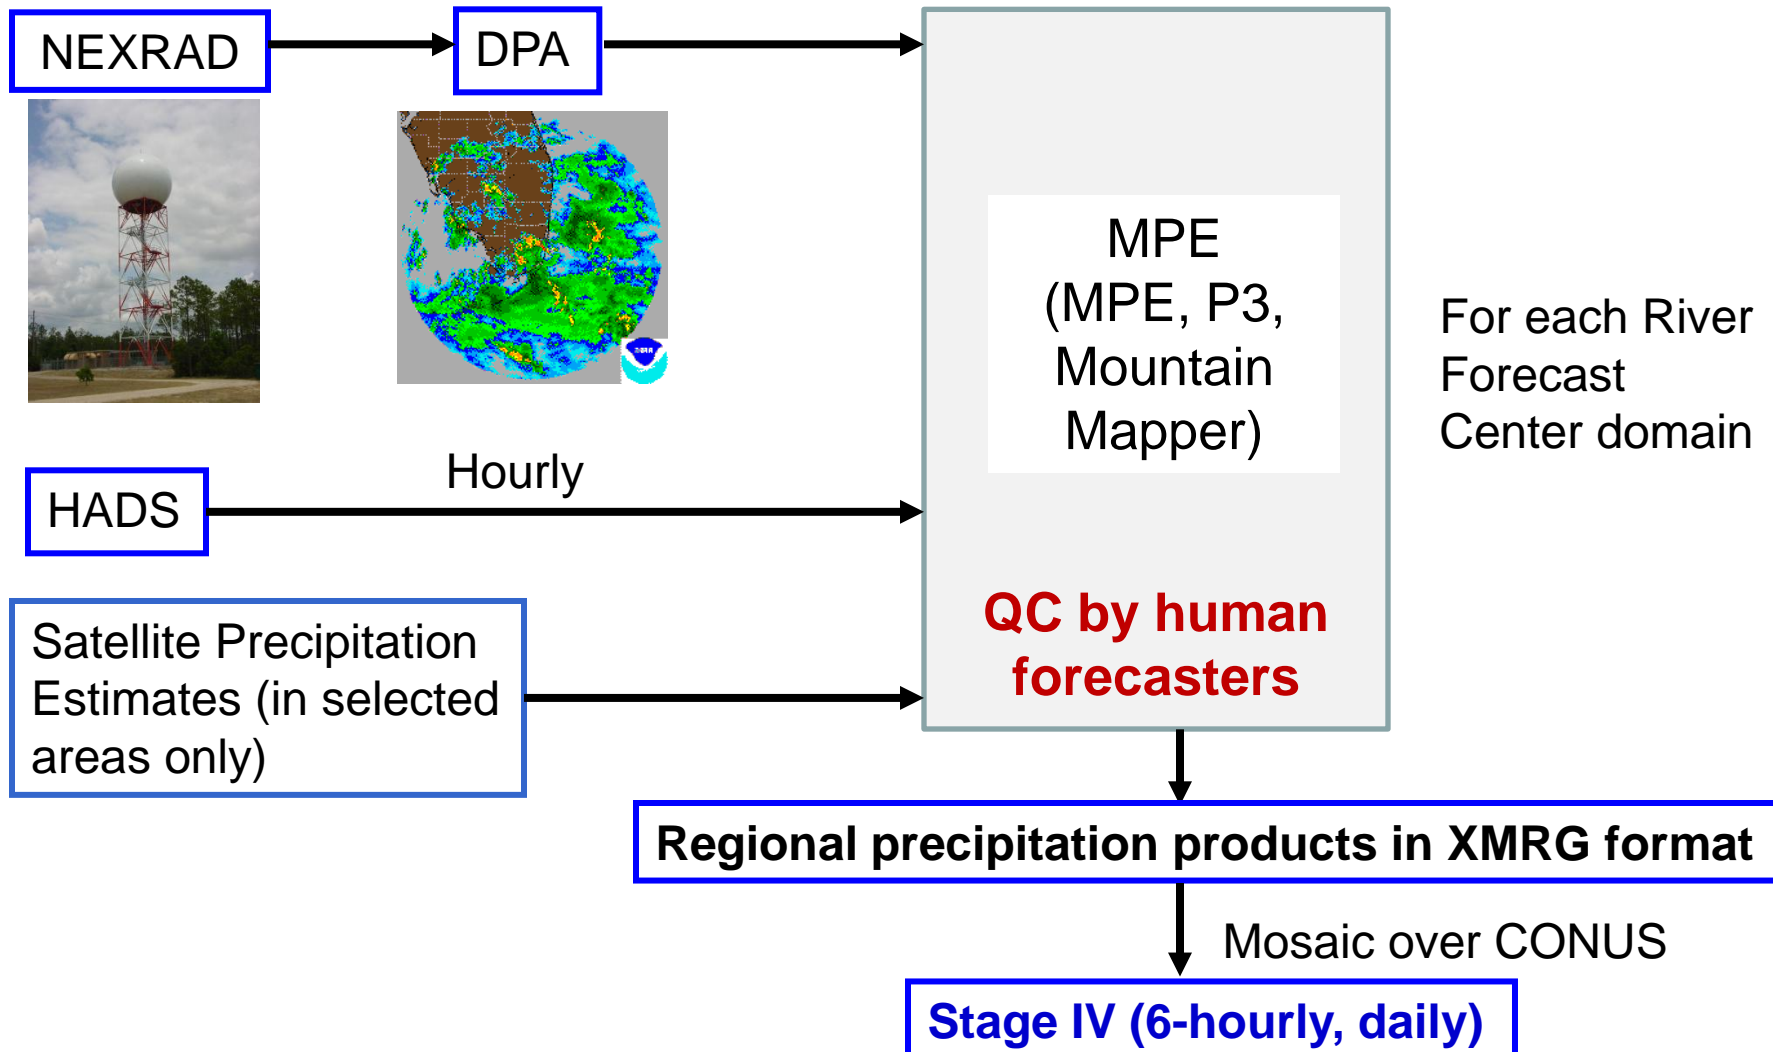 NEXRAD
DPA
MPE
(MPE, P3,
Mountain
Mapper)
For each River
Forecast
Center domain
Hourly
HADS
QC by human
forecasters
Satellite Precipitation
Estimates (in selected
areas only)
Regional precipitation products in XMRG format
Mosaic over CONUS
Stage IV (6-hourly, daily)